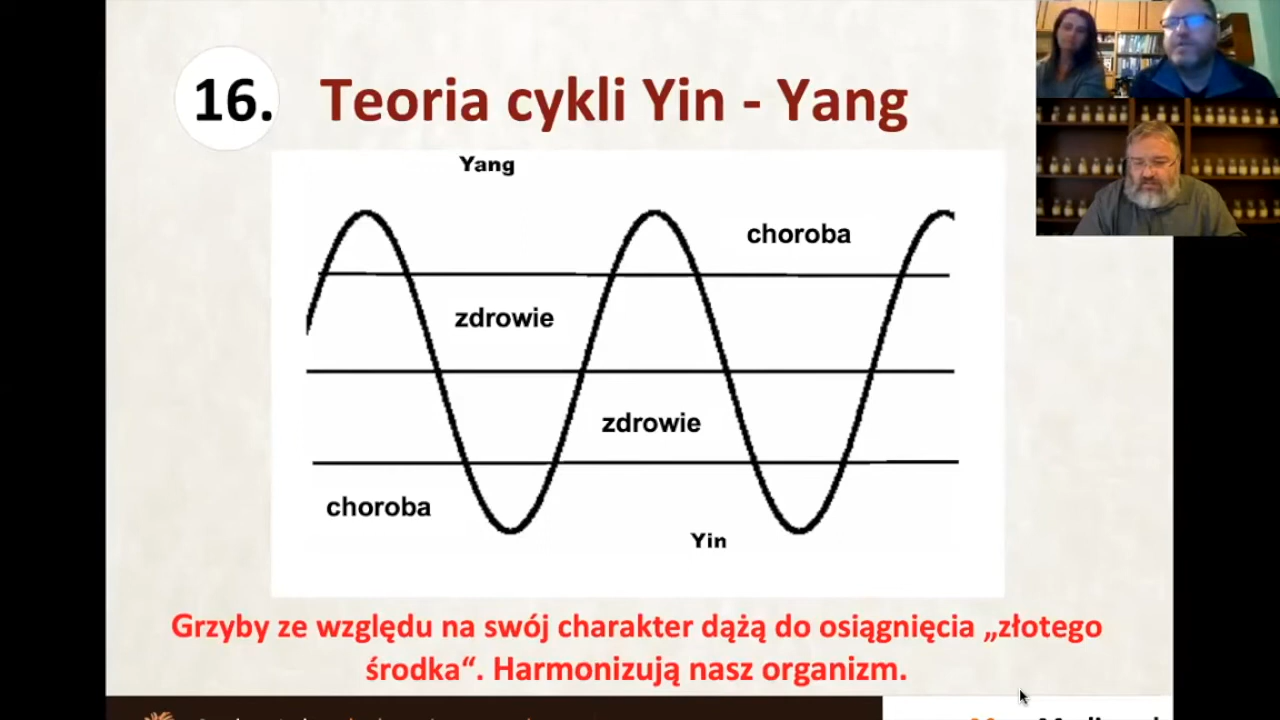 16. Teoria cykli Yin - Yang
Yang
choroba
zdrowie
zdrowie
choroba
Yin
Grzyby ze względu na swój charakter dążą do osiągnięcia „złotego
środka“. Harmonizują nasz organizm.